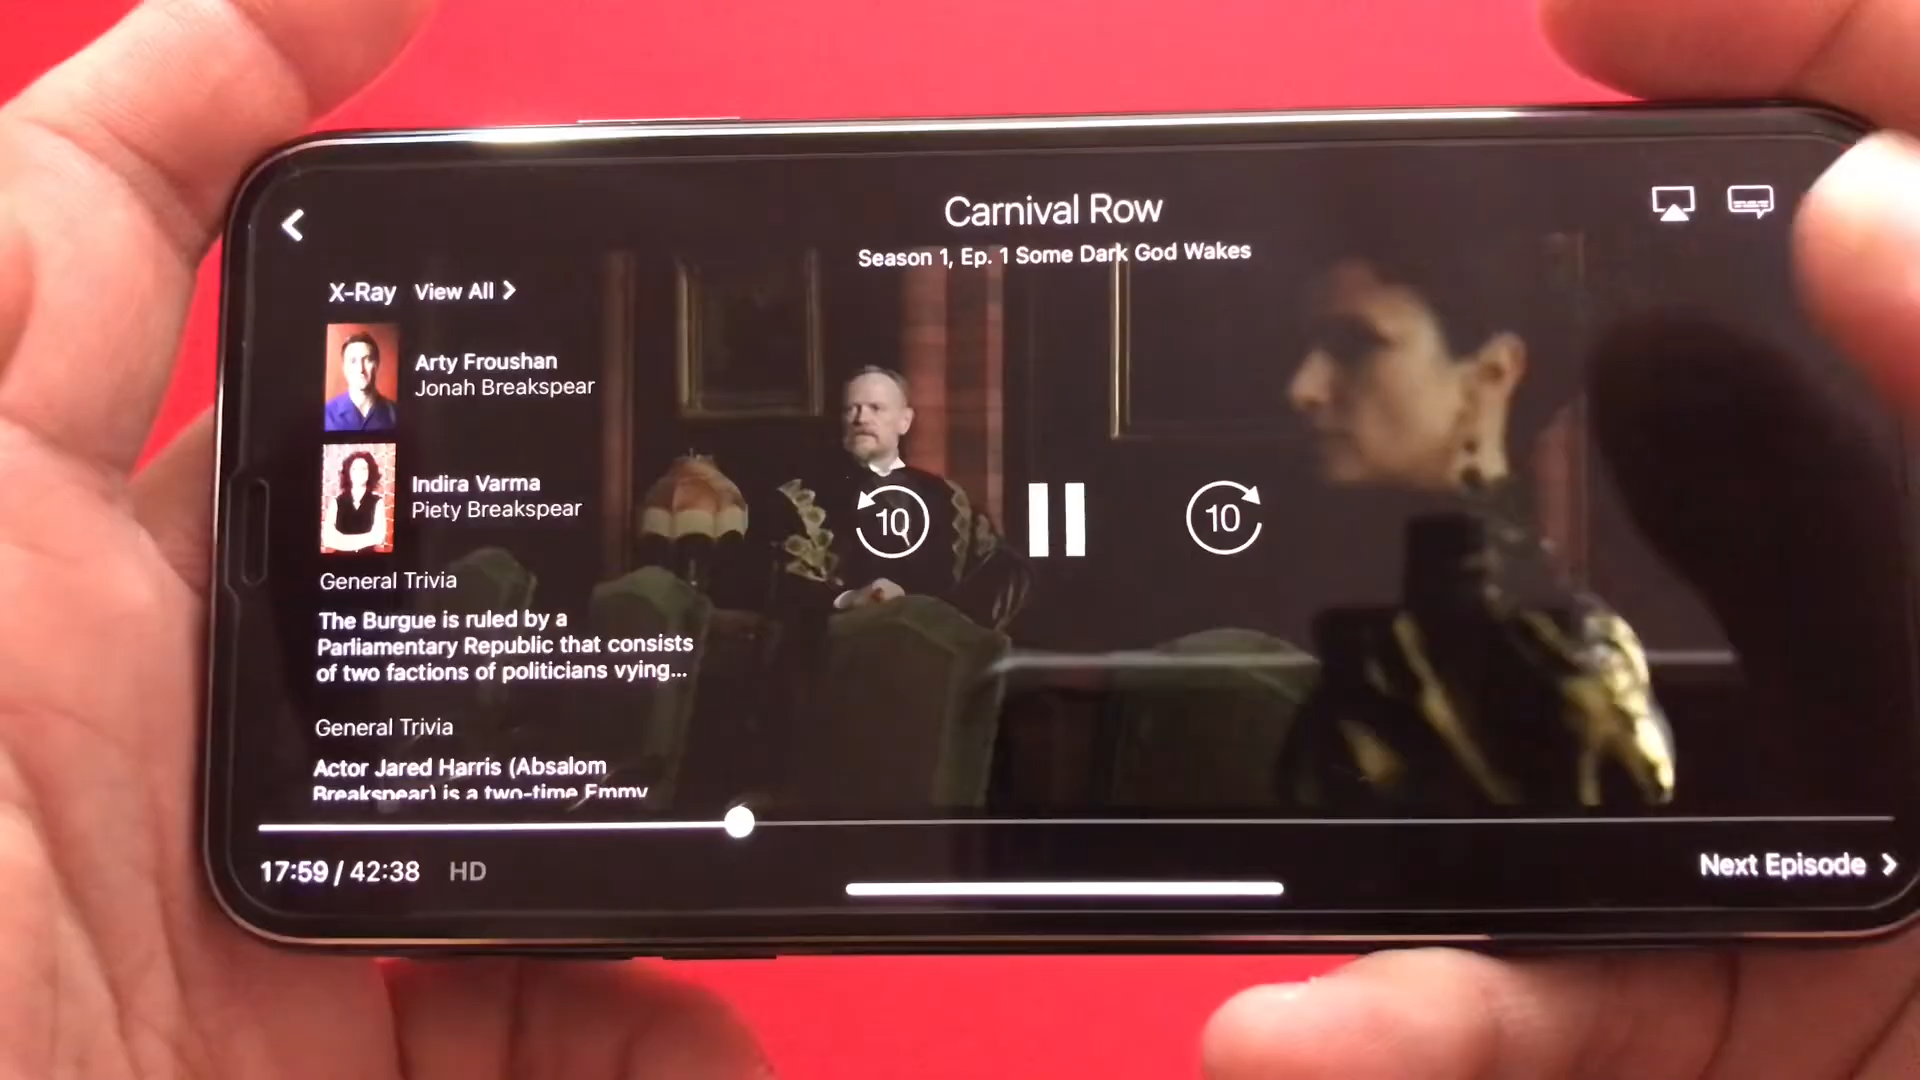 Carnival Row
Season 1, Ep. 1 Some Dark God Wakes
X-Ray View All
Arty Froushan
Jonah Breakspear
Indira Varma
Piety Breakspear
General Trivia
The Burgue is ruled by a
Parliamentary Republic that consists
of two factions of politicians vying...
General Trivia
Actor Jared Harris (Absalom
Breakspear) is a two-time Emmy
10
10
17:59 / 42:38 HD
Next Episode